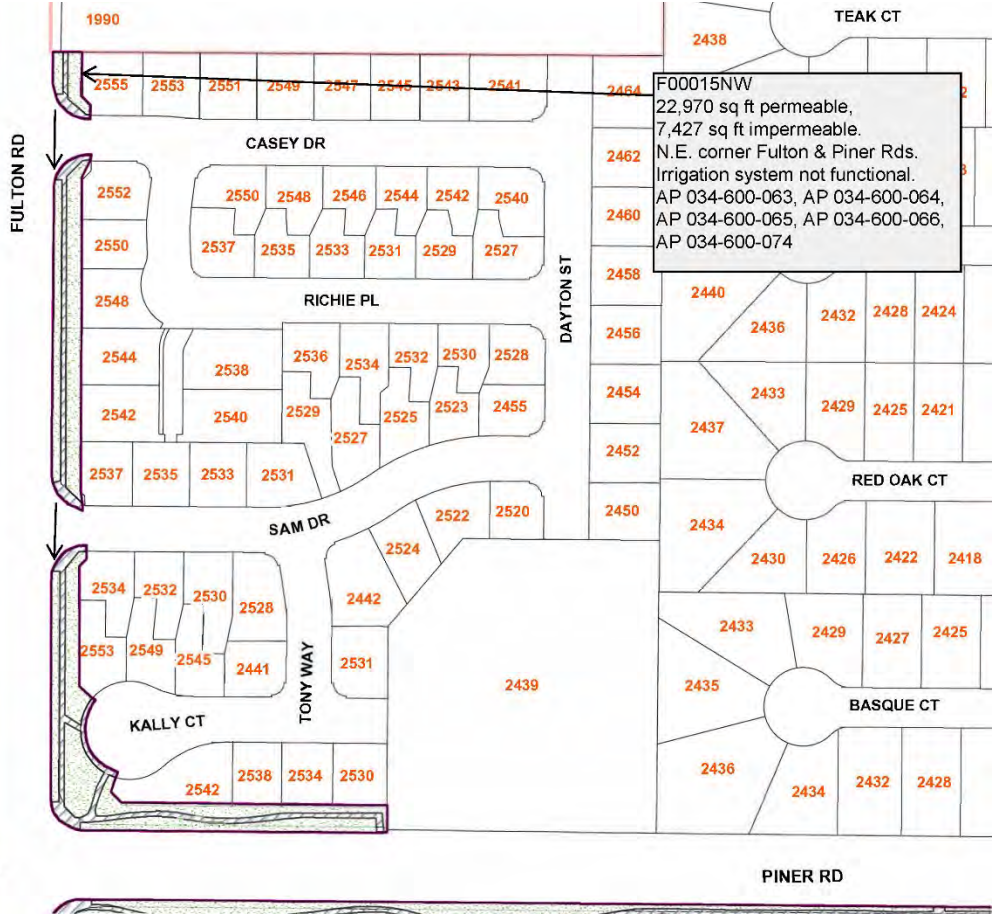 1990
TEAK CT
2438
2555 2553 2551 2549 2547 2545 2543 2541
2464
F00015NW
22,970 sq ft permeable,
7,427 sq ft impermeable.
N.E. corner Fulton & Piner Rds.
Irrigation system not functional.
AP 034-600-063, AP 034-600-064,
AP 034-600-065, AP 034-600-066,
AP 034-600-074
2
3
FULTON RD
CASEY DR
2462
2552
2550 2548 2546 2544 2542 2540
2460
2550
2537 2535 2533 2531 2529 2527
2458
2548
RICHIE PL
DAYTON ST
2440
2436 2432 2428 2424
2456
2544
2538
2536 2534 2532 2530 2528
2454
2433 2429 2425 2421
2542
2540
2529 2527 2525 2523 2455
2437
2452
2537 2535 2533 2531
RED OAK CT
SAM DR
2522 2520
2450
2434
2524
2430 2426 2422 2418
2534 2532 2530 2528
2442
2433 2429 2427 2425
2553 2549 2545 2441
TONY WAY
2531
2439
2435
BASQUE CT
KALLY CT
2542 2538 2534 2530
2436
2434 2432 2428
PINER RD